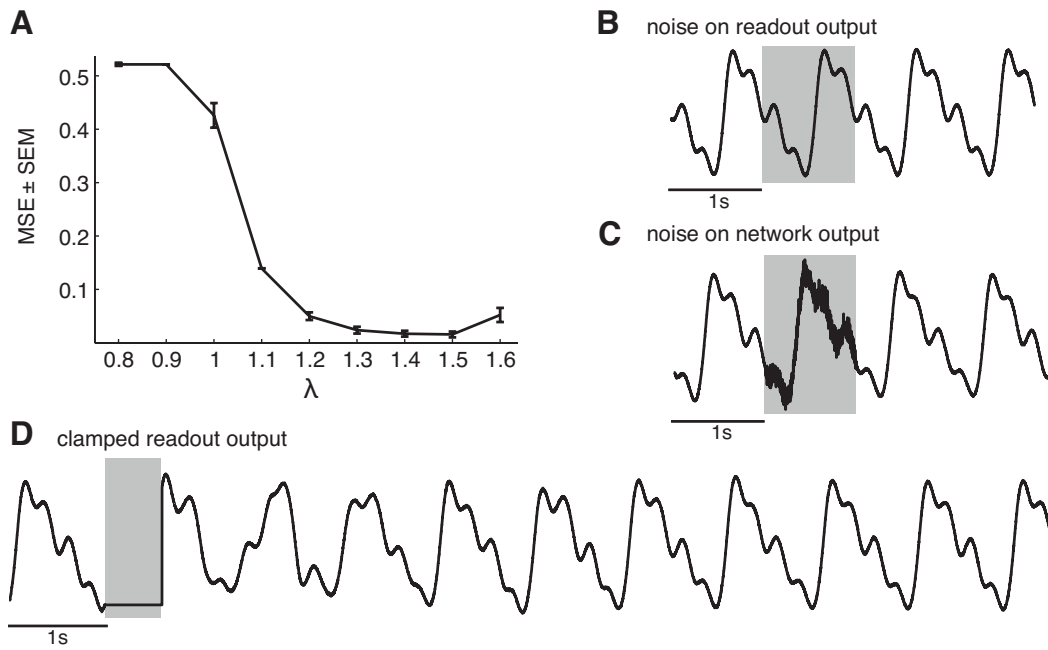 A
0.5
0.4
0.3
0.2
0.1
MSE ± SEM
0.8 0.9 1 1.1 1.2 1.3 1.4 1.5 1.6
λ
B noise on readout output
1s
C noise on network output
1s
D clamped readout output
1s